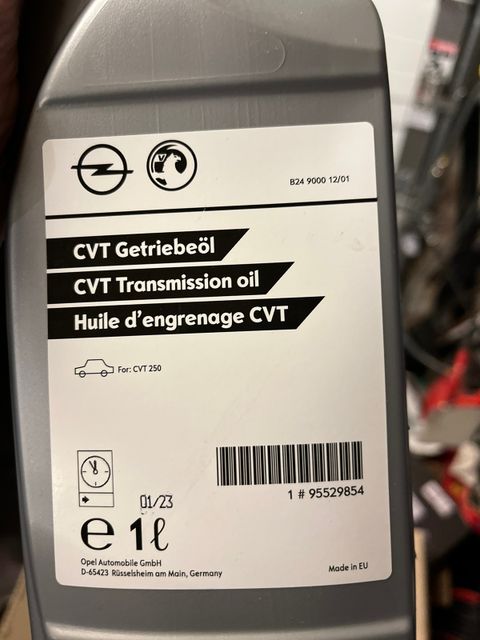 B24 9000 12/01
CVT Getriebeöl
CVT Transmission oil
Huile d'engrenage CVT
For: CVT 250
01/23
1 # 95529854
e 1ℓ
Opel Automobile GmbH
D-65423 Rüsselsheim am Main, Germany
Made in EU